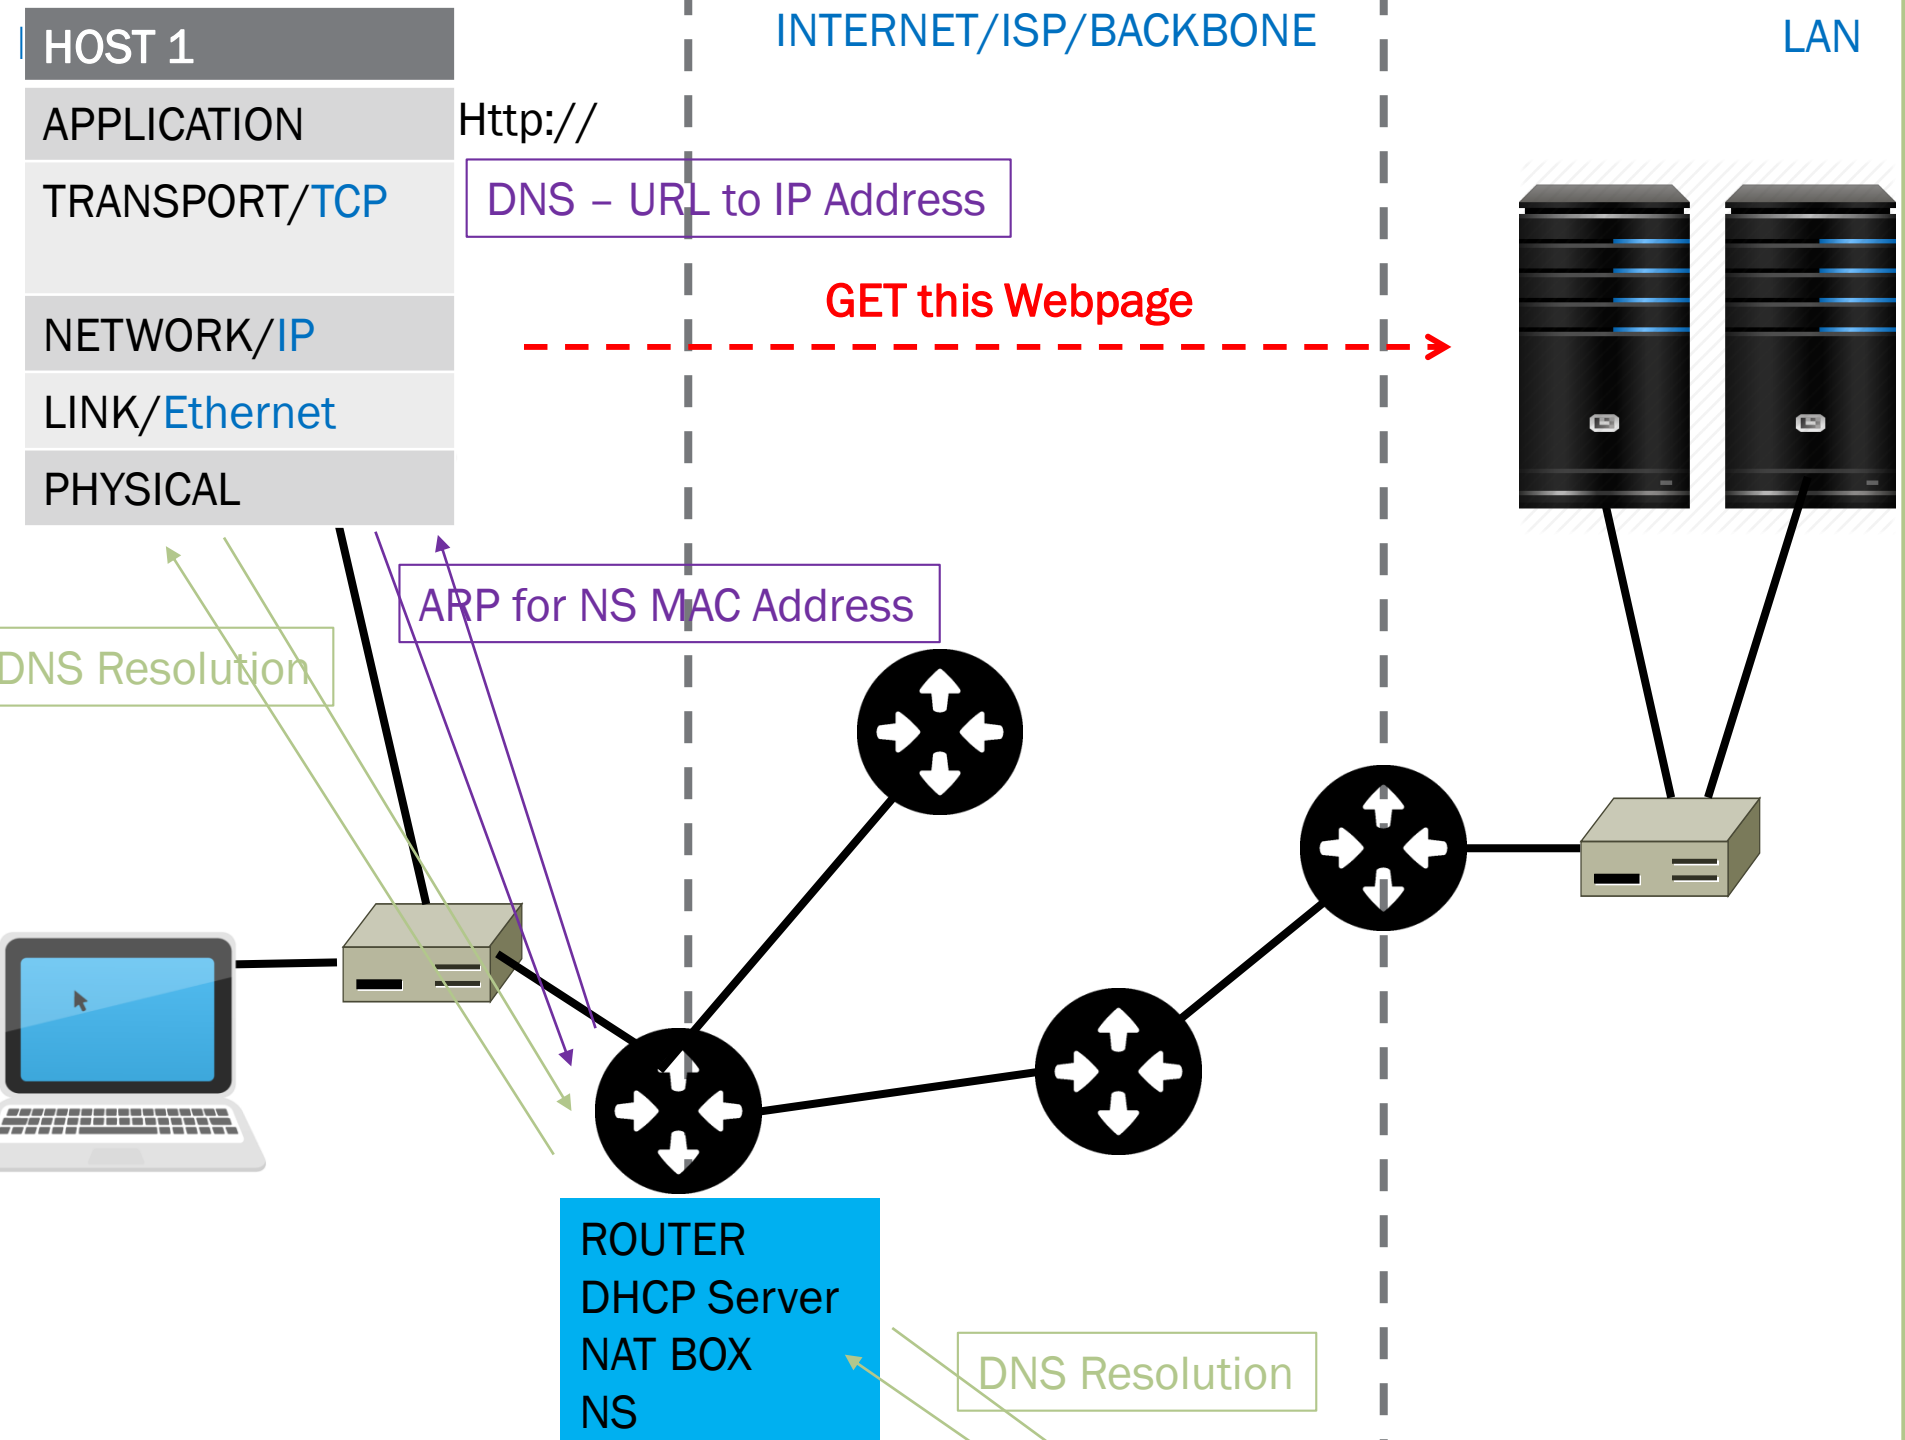 HOST 1
INTERNET/ISP/BACKBONE
LAN
APPLICATION
Http://
TRANSPORT/TCP
DNS – URL to IP Address
GET this Webpage
NETWORK/IP
LINK/Ethernet
PHYSICAL
ARP for NS MAC Address
DNS Resolution
ROUTER
DHCP Server
NAT BOX
NS
DNS Resolution